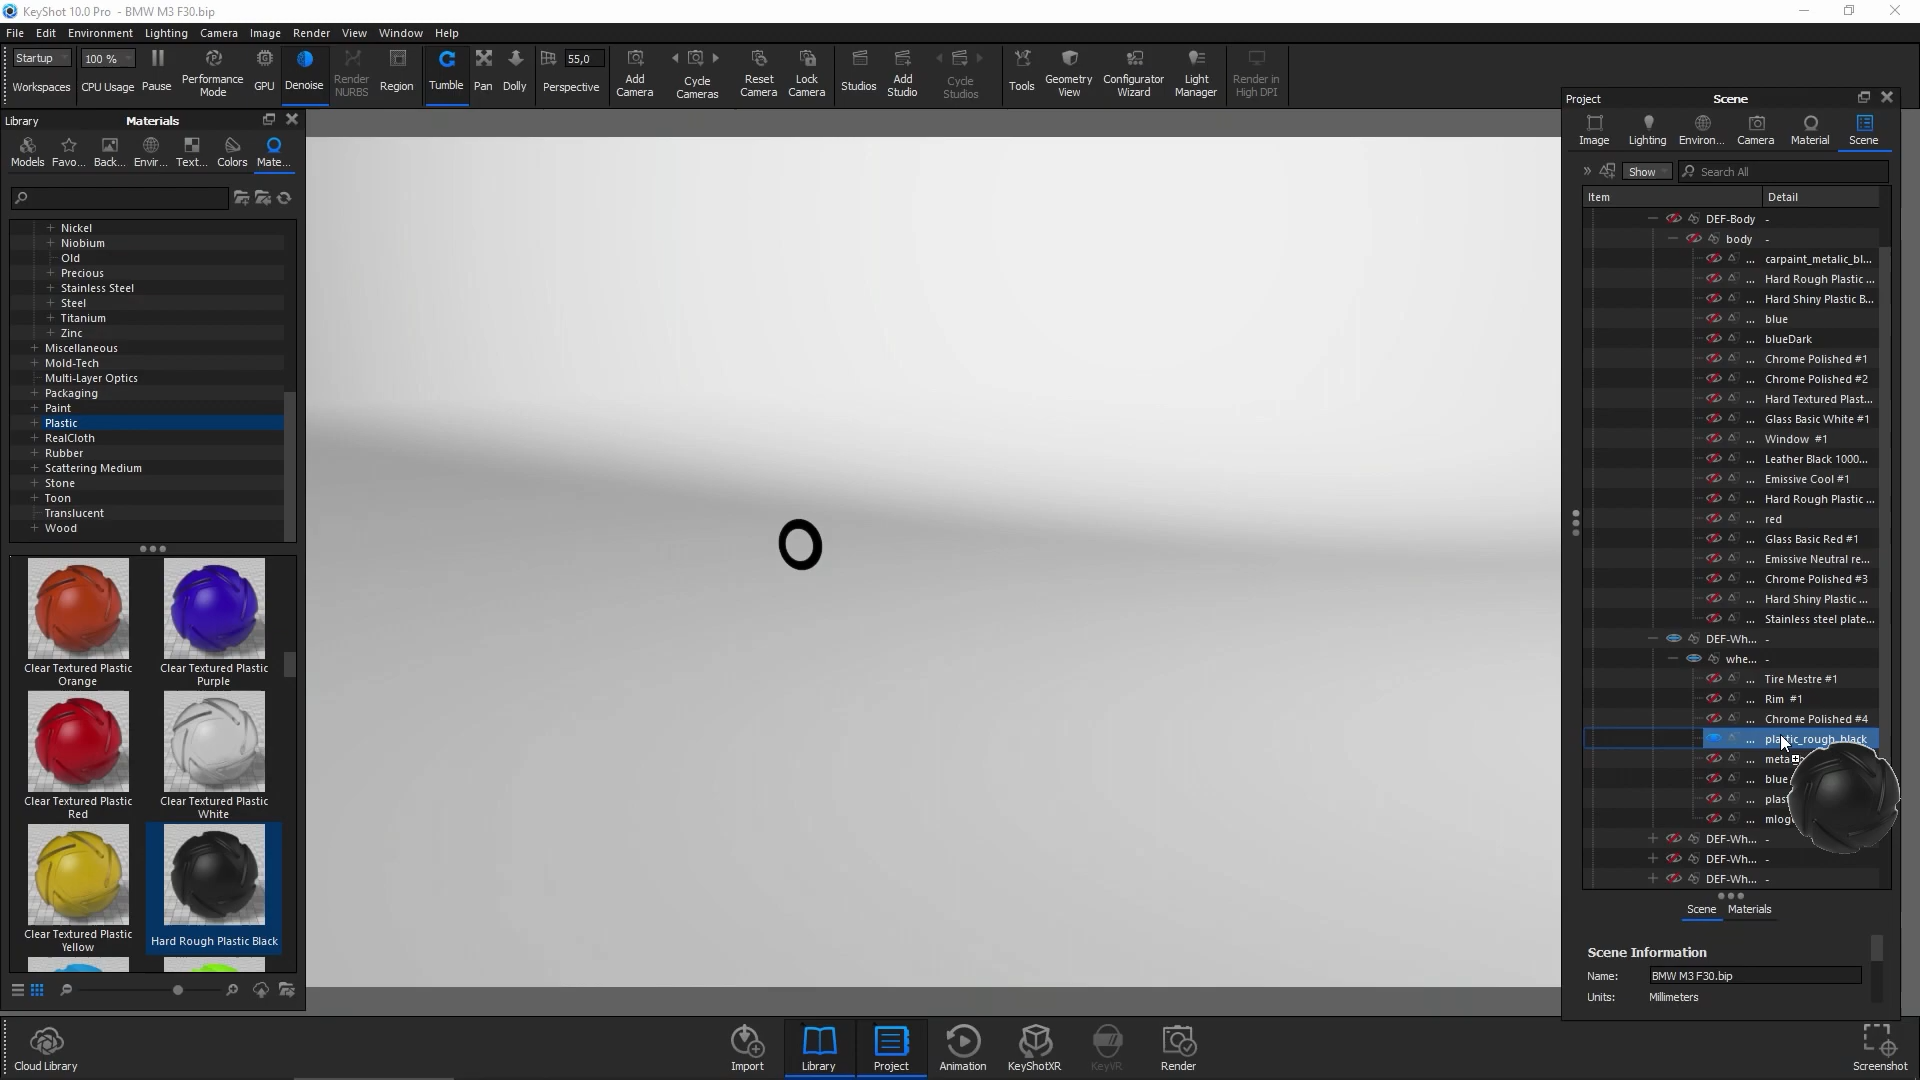 KeyShot 10.0 Pro - BMW M3 F30.bip
File Edit Environment Lighting Camera Image Render View Window Help
Startup
Workspaces
100 %
CPU Usage
Pause
Performance
Mode
GPU
Denoise
Render
NURBS
Region
Tumble
Pan
Dolly
55,0
Perspective
Add
Camera
Cycle
Cameras
Reset
Camera
Lock
Camera
Studios
Add
Studio
Cycle
Studios
Tools
Geometry
View
Configurator
Wizard
Light
Manager
Render in
High DPI
Library
Materials
Models Favo... Back... Envir... Text... Colors Mate...
Nickel
Niobium
Old
Precious
Stainless Steel
Steel
Titanium
Zinc
Miscellaneous
Mold-Tech
Multi-Layer Optics
Packaging
Paint
Plastic
RealCloth
Rubber
Scattering Medium
Stone
Toon
Translucent
Wood
Clear Textured Plastic
Orange
Clear Textured Plastic
Purple
Clear Textured Plastic
Red
Clear Textured Plastic
White
Clear Textured Plastic
Yellow
Hard Rough Plastic Black
Project
Scene
Image Lighting Environ... Camera Material Scene
Show
Search All
Item Detail
DEF-Body -
body -
... carpaint_metalic_bl...
... Hard Rough Plastic ...
... Hard Shiny Plastic B...
... blue
... blueDark
... Chrome Polished #1
... Chrome Polished #2
... Hard Textured Plast...
... Glass Basic White #1
... Window #1
... Leather Black 1000...
... Emissive Cool #1
... Hard Rough Plastic ...
... red
... Glass Basic Red #1
... Emissive Neutral re...
... Chrome Polished #3
... Hard Shiny Plastic ...
... Stainless steel plate...
DEF-Wh... -
whe... -
... Tire Mestre #1
... Rim #1
... Chrome Polished #4
... plastic_rough_black
... meta
... blue
... plast
... mlog
DEF-Wh... -
DEF-Wh... -
DEF-Wh... -
Scene Materials
Scene Information
Name: BMW M3 F30.bip
Units: Millimeters
Cloud Library
Import
Library
Project
Animation
KeyShotXR
KeyVR
Render
Screenshot